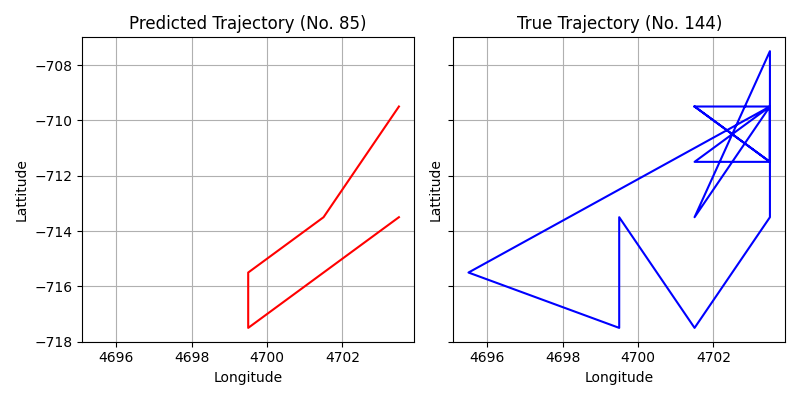 Predicted Trajectory (No. 85)
True Trajectory (No. 144)
−708
−710
−712
−714
−716
−718
Lattitude
Lattitude
4696
4698
4700
4702
4696
4698
4700
4702
Longitude
Longitude